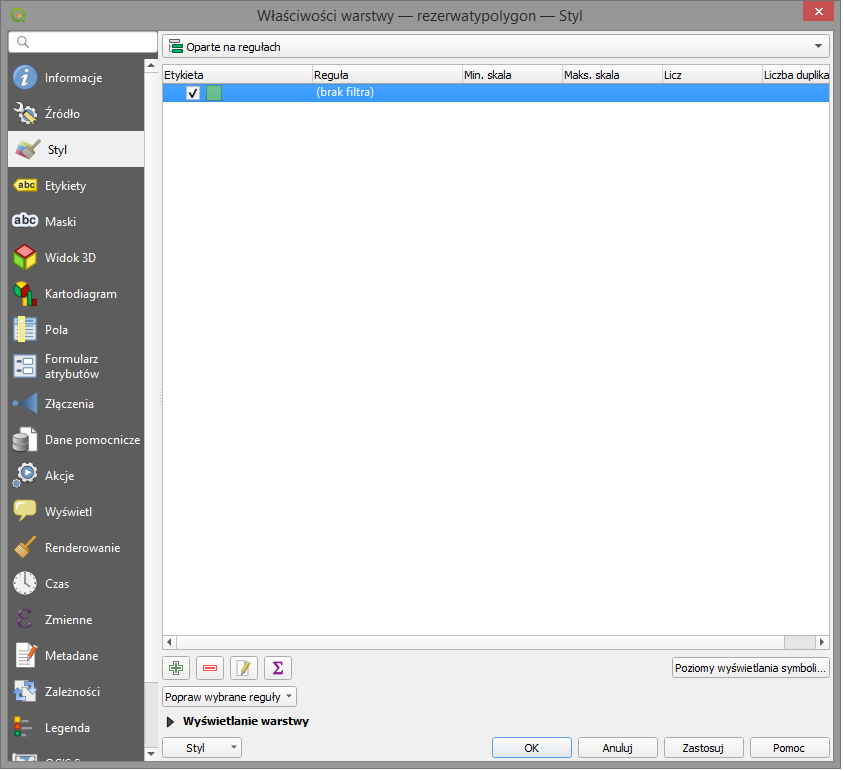 Właściwości warstwy — rezerwatypolygon — Styl
Oparte na regułach
Informacje
Źródło
Styl
abc Etykiety
abc Maski
Widok 3D
Kartodiagram
Pola
Formularz
atrybutów
Złączenia
Dane pomocnicze
Akcje
Wyświetl
Renderowanie
Czas
Zmienne
Metadane
Zależności
Legenda
Etykieta Reguła Min. skala Maks. skala Licz Liczba duplika
(brak filtra)
Σ
Poziomy wyświetlania symboli...
Popraw wybrane reguły
Wyświetlanie warstwy
Styl OK Anuluj Zastosuj Pomoc